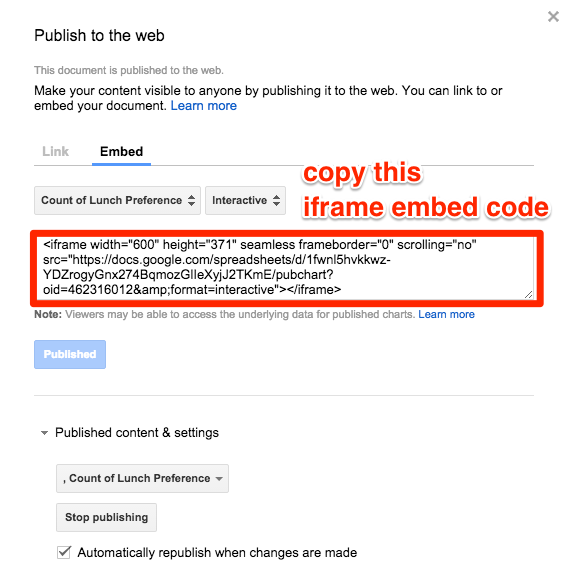 Publish to the web
This document is published to the web.
Make your content visible to anyone by publishing it to the web. You can link to or
embed your document. Learn more
Link Embed
copy this
iframe embed code
Count of Lunch Preference Interactive
<iframe width="600" height="371" seamless frameborder="0" scrolling="no"
src="https://docs.google.com/spreadsheets/d/1fwnl5hvkkwz-
YDZrogyGnx274BqmozGlIeXyjJ2TKmE/pubchart?
oid=462316012&amp;format=interactive"></iframe>
Note: Viewers may be able to access the underlying data for published charts. Learn more
Published
Published content & settings
, Count of Lunch Preference
Stop publishing
Automatically republish when changes are made